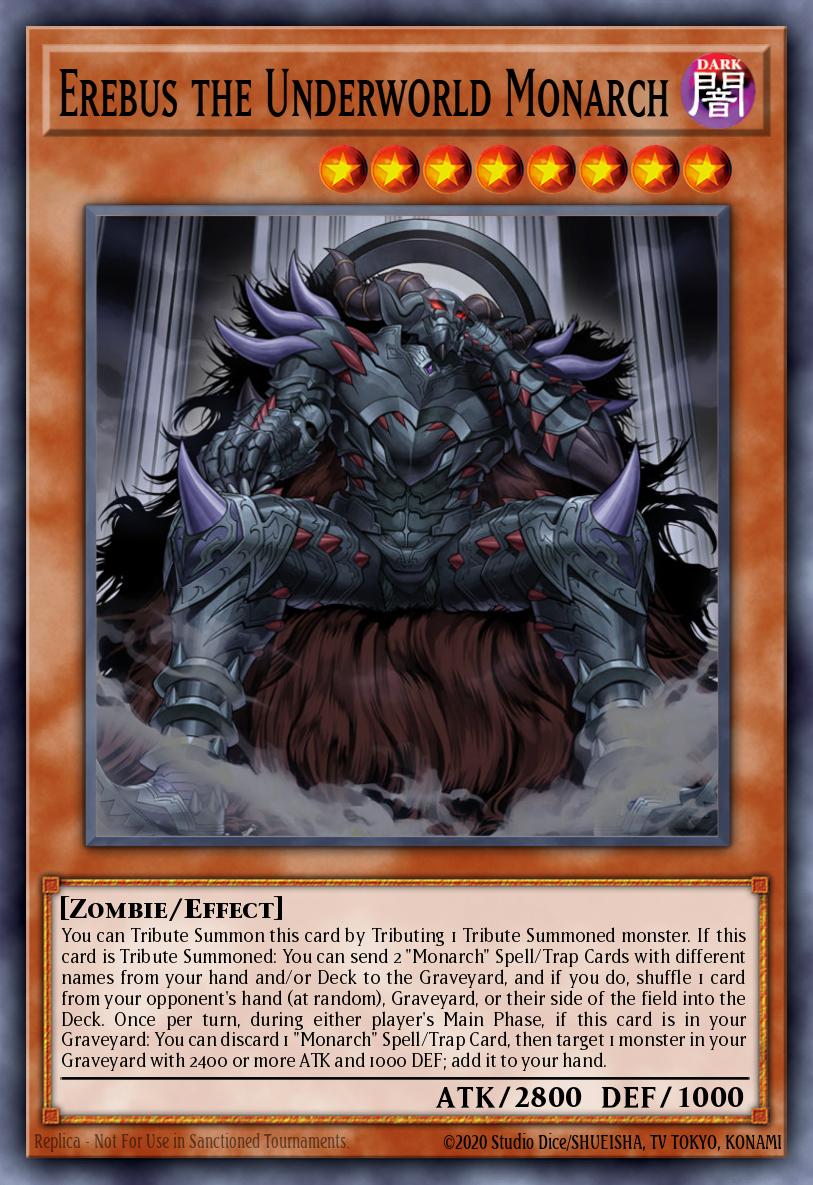 Erebus the Underworld Monarch
DARK
闇
[Zombie/Effect]
You can Tribute Summon this card by Tributing 1 Tribute Summoned monster. If this
card is Tribute Summoned: You can send 2 "Monarch" Spell/Trap Cards with different
names from your hand and/or Deck to the Graveyard, and if you do, shuffle 1 card
from your opponent's hand (at random), Graveyard, or their side of the field into the
Deck. Once per turn, during either player's Main Phase, if this card is in your
Graveyard: You can discard 1 "Monarch" Spell/Trap Card, then target 1 monster in your
Graveyard with 2400 or more ATK and 1000 DEF; add it to your hand.
ATK/2800 DEF/1000
Replica - Not For Use in Sanctioned Tournaments. ©2020 Studio Dice/SHUEISHA, TV TOKYO, KONAMI